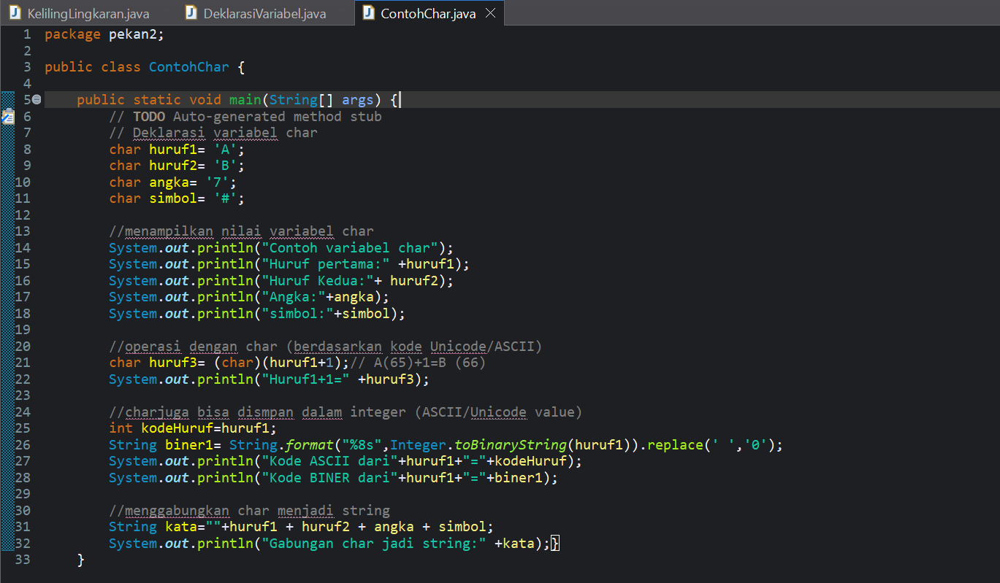 KelilingLingkaran.java DeklarasiVariabel.java ContohChar.java
1 package pekan2;
2
3 public class ContohChar {
4
5 public static void main(String[] args) {
6 // TODO Auto-generated method stub
7 // Deklarasi variabel char
8 char huruf1= 'A';
9 char huruf2= 'B';
10 char angka= '7';
11 char simbol= '#';
12
13 //menampilkan nilai variabel char
14 System.out.println("Contoh variabel char");
15 System.out.println("Huruf pertama:" +huruf1);
16 System.out.println("Huruf Kedua:"+ huruf2);
17 System.out.println("Angka:"+angka);
18 System.out.println("simbol:"+simbol);
19
20 //operasi dengan char (berdasarkan kode Unicode/ASCII)
21 char huruf3= (char)(huruf1+1);// A(65)+1=B (66)
22 System.out.println("Huruf1+1=" +huruf3);
23
24 //charjuga bisa dismpan dalam integer (ASCII/Unicode value)
25 int kodeHuruf=huruf1;
26 String biner1= String.format("%8s",Integer.toBinaryString(huruf1)).replace(' ','0');
27 System.out.println("Kode ASCII dari"+huruf1+"="+kodeHuruf);
28 System.out.println("Kode BINER dari"+huruf1+"="+biner1);
29
30 //menggabungkan char menjadi string
31 String kata=""+huruf1 + huruf2 + angka + simbol;
32 System.out.println("Gabungan char jadi string:" +kata);}
33 }